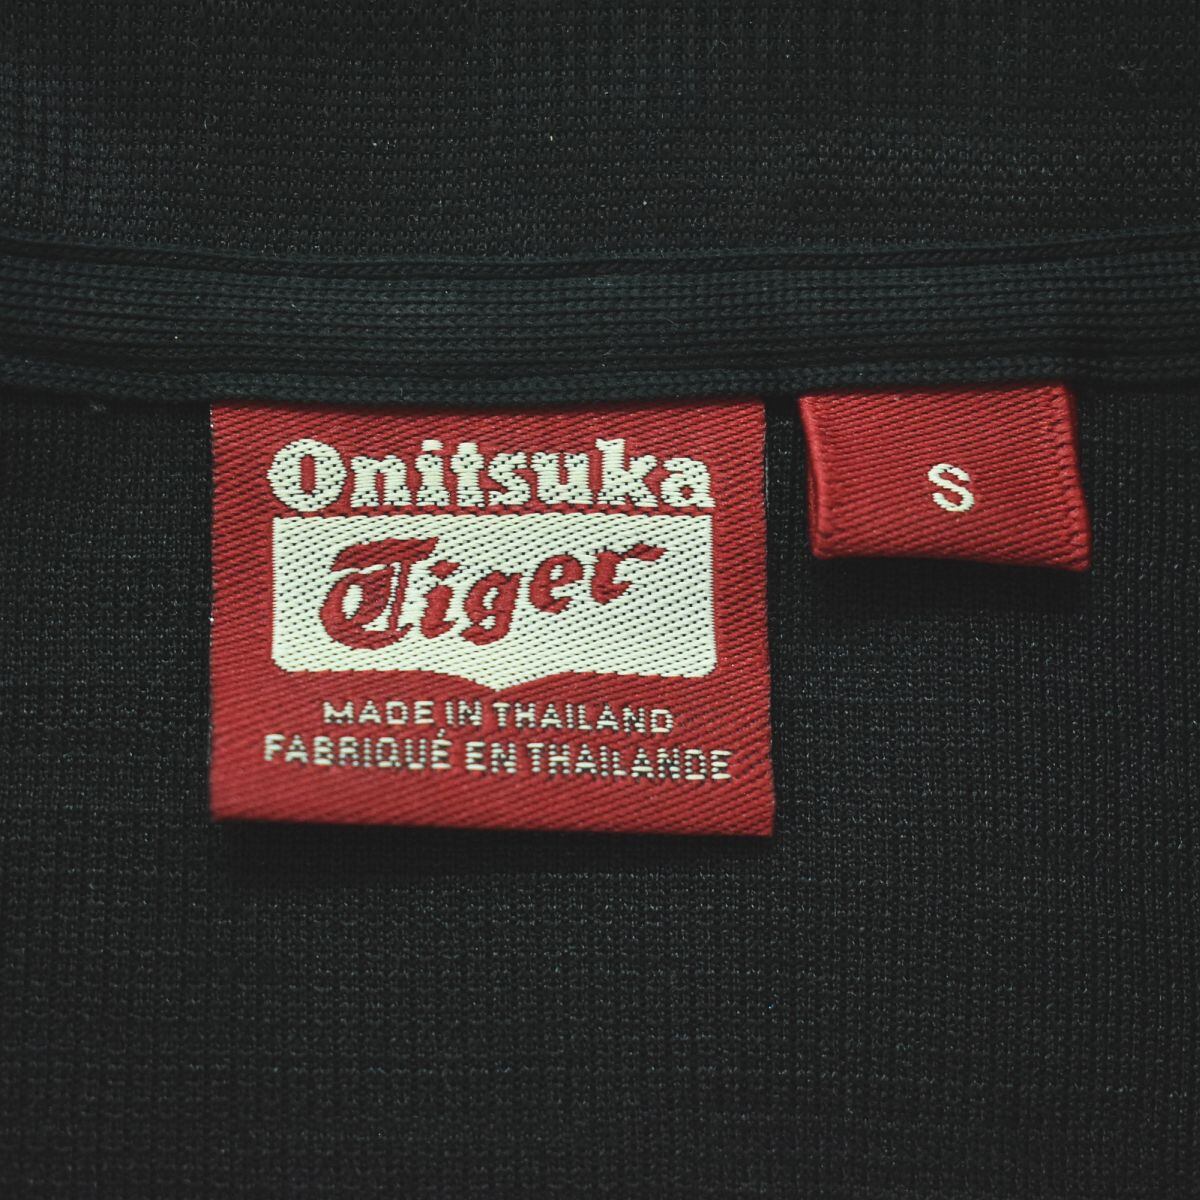 Onitsuka
Tiger
MADE IN THAILAND
FABRIQUÉ EN THAILANDE
S